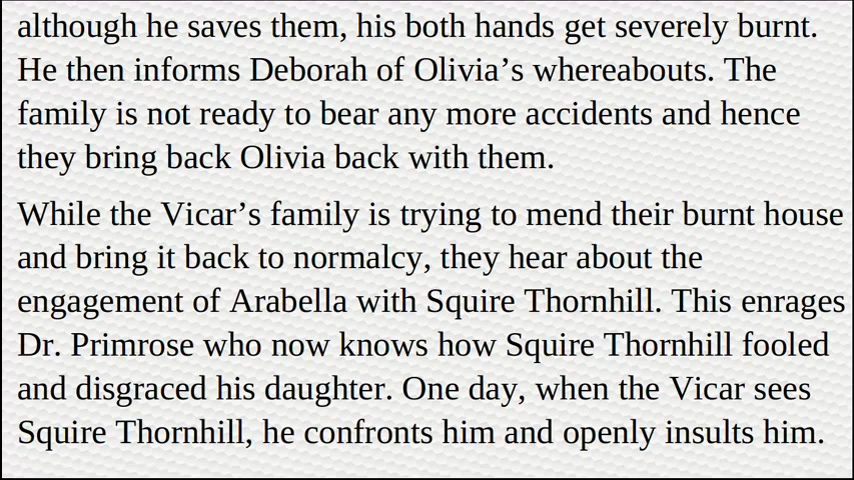 although he saves them, his both hands get severely burnt.
He then informs Deborah of Olivia’s whereabouts. The
family is not ready to bear any more accidents and hence
they bring back Olivia back with them.
While the Vicar’s family is trying to mend their burnt house
and bring it back to normalcy, they hear about the
engagement of Arabella with Squire Thornhill. This enrages
Dr. Primrose who now knows how Squire Thornhill fooled
and disgraced his daughter. One day, when the Vicar sees
Squire Thornhill, he confronts him and openly insults him.